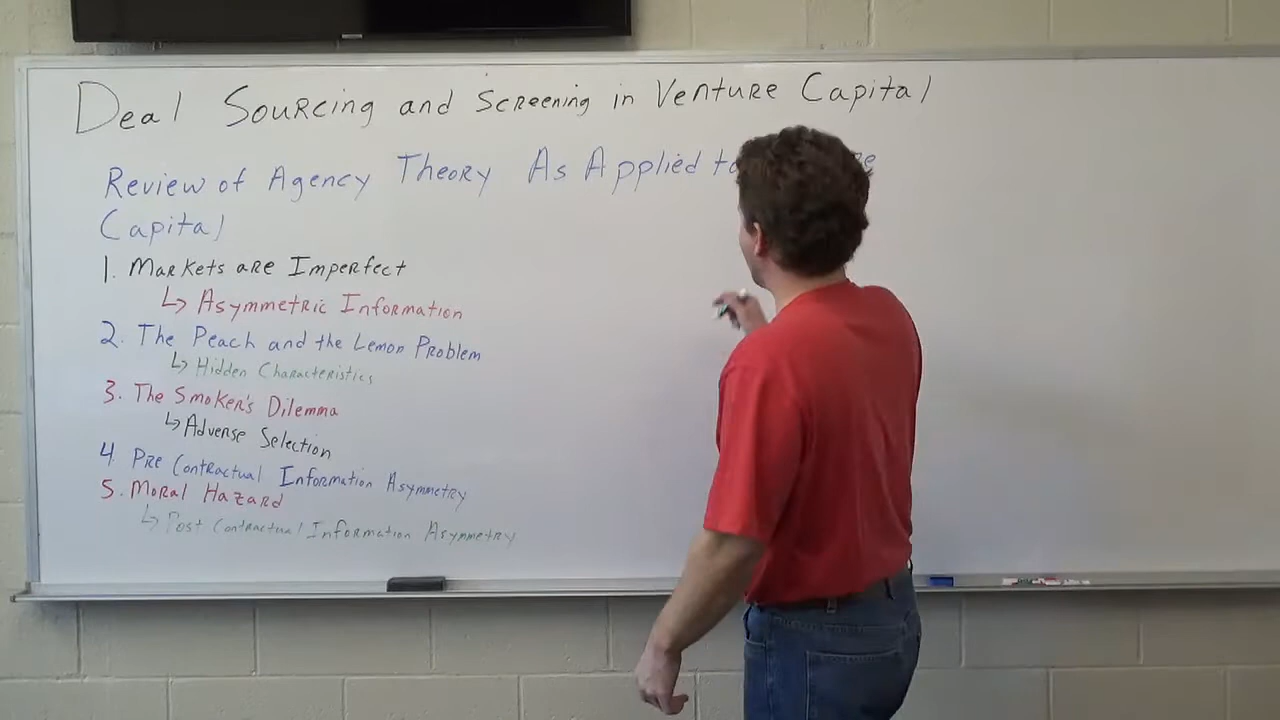 Deal Sourcing and Screening in Venture Capital
Review of Agency Theory As Applied to
Capital
1. Markets are Imperfect
↳ Asymmetric Information
2. The Peach and the Lemon Problem
↳ Hidden Characteristics
3. The Smoker's Dilemma
↳ Adverse Selection
4. Pre Contractual Information Asymmetry
5. Moral Hazard
↳ Post Contractual Information Asymmetry